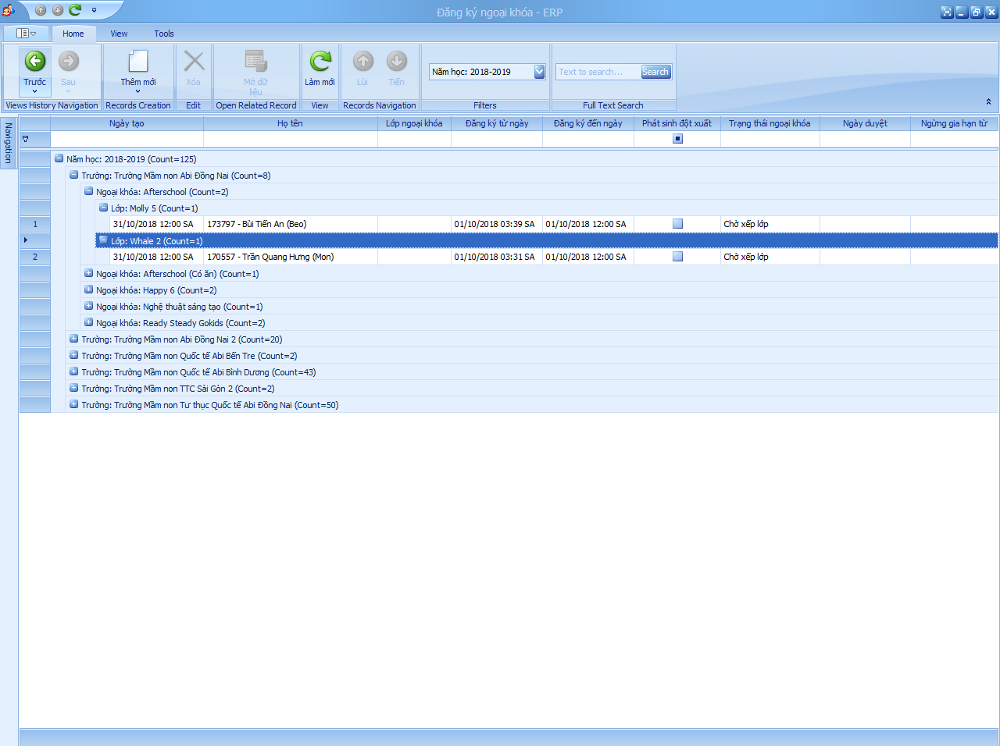 Đăng ký ngoại khóa - ERP
Home View Tools
Trước Sau Thêm mới Xóa Mở dữ liệu Làm mới Lùi Tiến Năm học: 2018-2019 Text to search... Search
Views History Navigation Records Creation Edit Open Related Record View Records Navigation Filters Full Text Search
Navigation
Ngày tạo Họ tên Lớp ngoại khóa Đăng ký từ ngày Đăng ký đến ngày Phát sinh đột xuất Trạng thái ngoại khóa Ngày duyệt Ngừng gia hạn từ
Năm học: 2018-2019 (Count=125)
Trường: Trường Mầm non Abi Đồng Nai (Count=8)
Ngoại khóa: Afterschool (Count=2)
Lớp: Molly 5 (Count=1)
1 31/10/2018 12:00 SA 173797 - Bùi Tiến An (Beo) 01/10/2018 03:39 SA 01/10/2018 12:00 SA Chờ xếp lớp
Lớp: Whale 2 (Count=1)
2 31/10/2018 12:00 SA 170557 - Trần Quang Hưng (Mon) 01/10/2018 03:31 SA 01/10/2018 12:00 SA Chờ xếp lớp
Ngoại khóa: Afterschool (Có ăn) (Count=1)
Ngoại khóa: Happy 6 (Count=2)
Ngoại khóa: Nghệ thuật sáng tạo (Count=1)
Ngoại khóa: Ready Steady Gokids (Count=2)
Trường: Trường Mầm non Abi Đồng Nai 2 (Count=20)
Trường: Trường Mầm non Quốc tế Abi Bến Tre (Count=2)
Trường: Trường Mầm non Quốc tế Abi Bình Dương (Count=43)
Trường: Trường Mầm non TTC Sài Gòn 2 (Count=2)
Trường: Trường Mầm non Tư thục Quốc tế Abi Đồng Nai (Count=50)